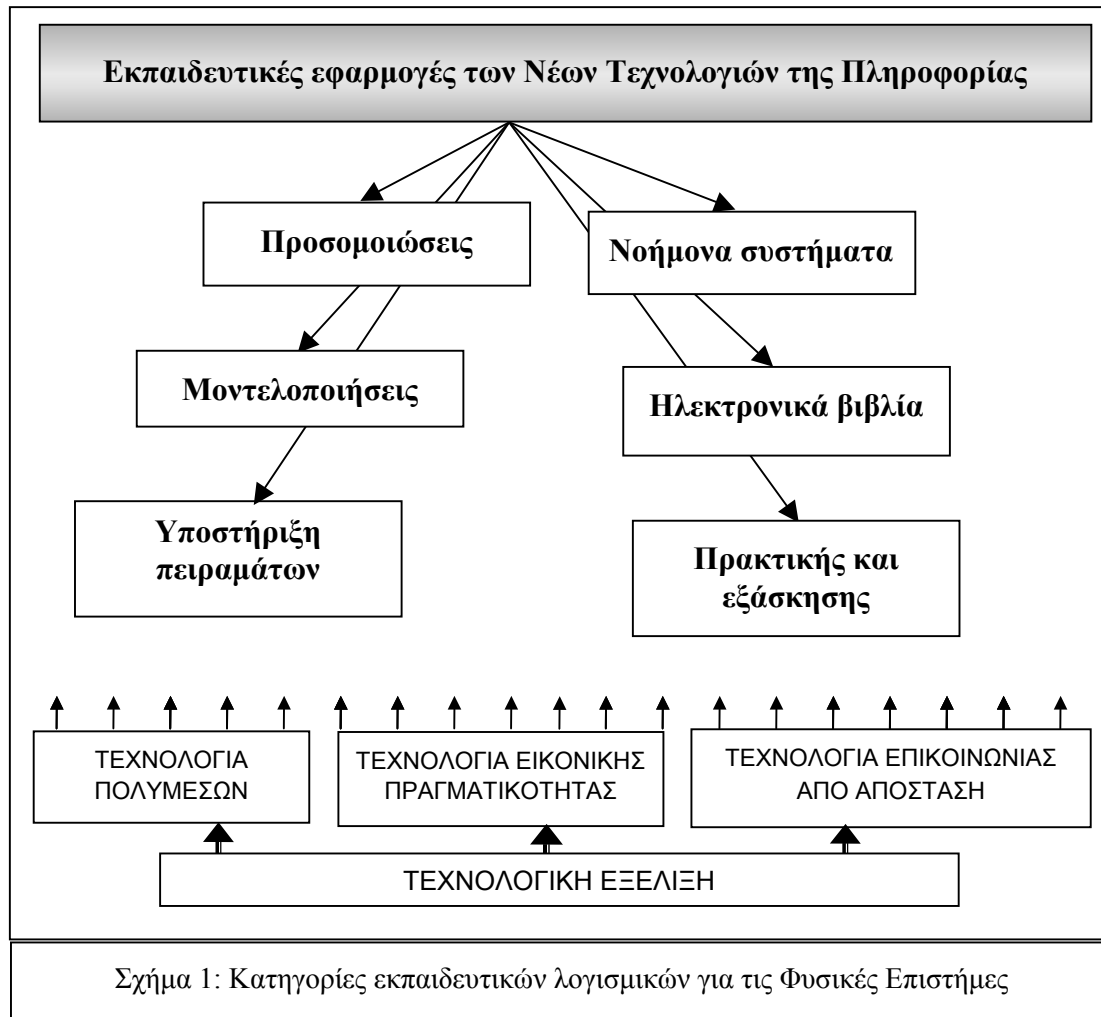 Εκπαιδευτικές εφαρμογές των Νέων Τεχνολογιών της Πληροφορίας
Προσομοιώσεις
Νοήμονα συστήματα
Μοντελοποιήσεις
Ηλεκτρονικά βιβλία
Υποστήριξη
πειραμάτων
Πρακτικής και
εξάσκησης
ΤΕΧΝΟΛΟΓΙΑ
ΠΟΛΥΜΕΣΩΝ
ΤΕΧΝΟΛΟΓΙΑ ΕΙΚΟΝΙΚΗΣ
ΠΡΑΓΜΑΤΙΚΟΤΗΤΑΣ
ΤΕΧΝΟΛΟΓΙΑ ΕΠΙΚΟΙΝΩΝΙΑΣ
ΑΠΟ ΑΠΟΣΤΑΣΗ
ΤΕΧΝΟΛΟΓΙΚΗ ΕΞΕΛΙΞΗ
Σχήμα 1: Κατηγορίες εκπαιδευτικών λογισμικών για τις Φυσικές Επιστήμες